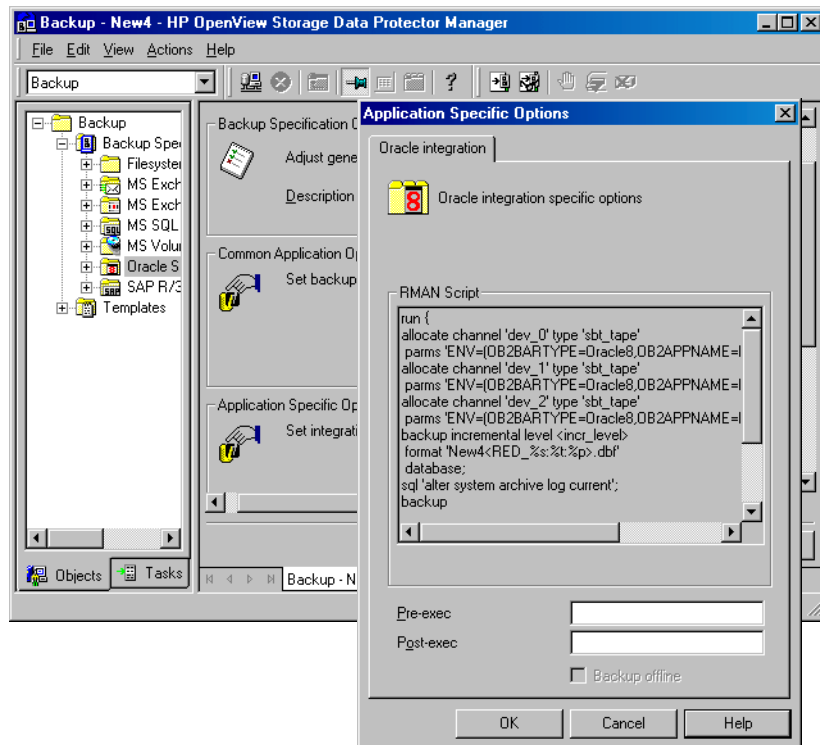 Backup - New4 - HP OpenView Storage Data Protector Manager
File Edit View Actions Help
Backup
Backup
Backup Spe
Filesyste
MS Exch
MS Exch
MS SQL
MS Volu
Oracle S
SAP R/3
Templates
Objects
Tasks
Backup Specification O
Adjust gene
Description
Common Application O
Set backup
Application Specific Op
Set integrati
Backup - N
Application Specific Options
Oracle integration
Oracle integration specific options
RMAN Script
run {
allocate channel 'dev_0' type 'sbt_tape'
parms 'ENV=(OB2BARTYPE=Oracle8,OB2APPNAME=
allocate channel 'dev_1' type 'sbt_tape'
parms 'ENV=(OB2BARTYPE=Oracle8,OB2APPNAME=
allocate channel 'dev_2' type 'sbt_tape'
parms 'ENV=(OB2BARTYPE=Oracle8,OB2APPNAME=
backup incremental level <incr_level>
format 'New4<RED_%s:%t:%p>.dbf'
database;
sql 'alter system archive log current';
backup
Pre-exec
Post-exec
Backup offline
OK
Cancel
Help